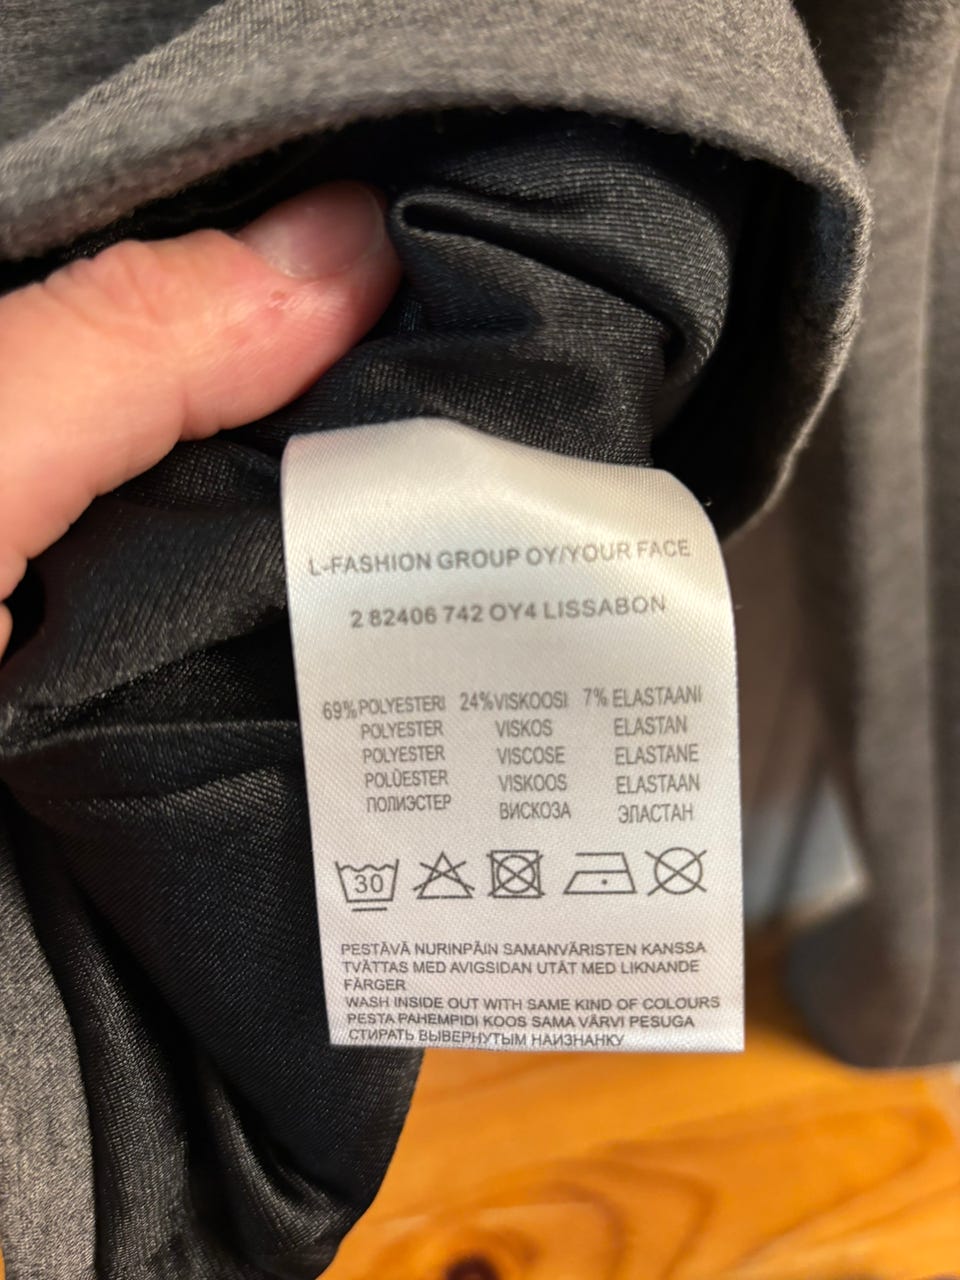 L-FASHION GROUP OY/YOUR FACE
2 82406 742 OY4 LISSABON
69% POLYESTERI 24% VISKOOSI 7% ELASTAANI
POLYESTER VISKOS ELASTAN
POLYESTER VISCOSE ELASTANE
POLÜESTER VISKOOS ELASTAAN
ПОЛИЭСТЕР ВИСКОЗА ЭЛАСТАН
30
PESTÄVÄ NURINPÄIN SAMANVÄRISTEN KANSSA
TVÄTTAS MED AVIGSIDAN UTÅT MED LIKNANDE
FÄRGER
WASH INSIDE OUT WITH SAME KIND OF COLOURS
PESTA PAHEMPIDI KOOS SAMA VÄRVI PESUGA
СТИРАТЬ ВЫВЕРНУТЫМ НАИЗНАНКУ